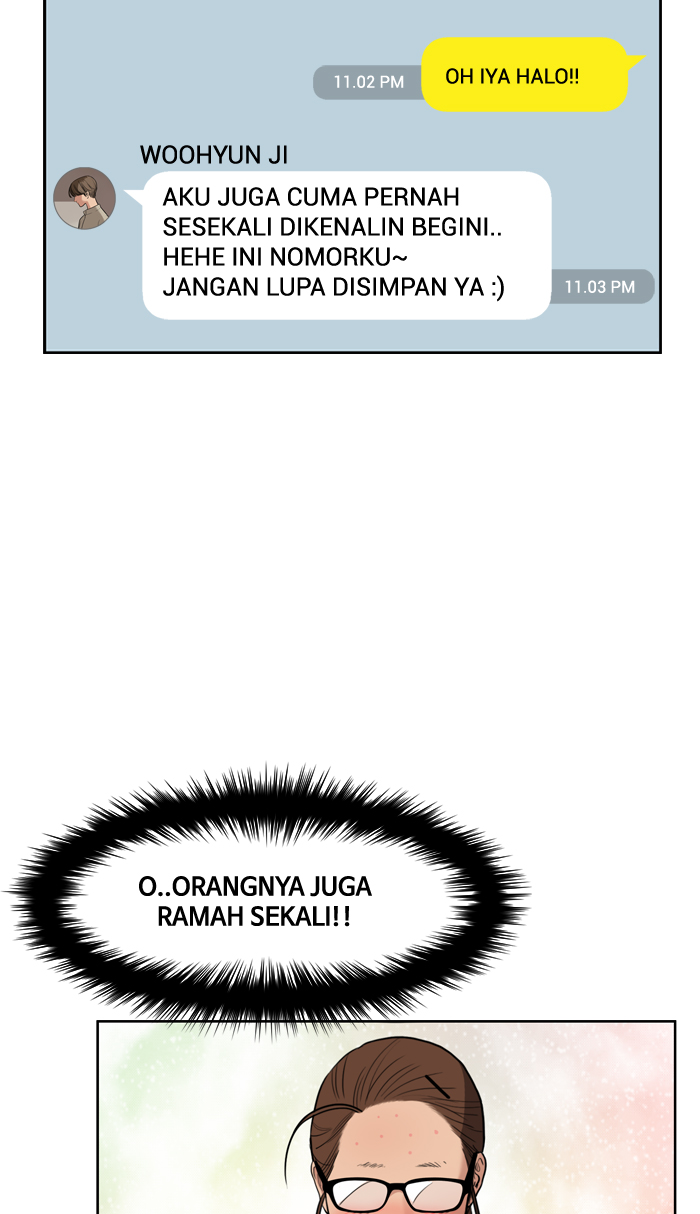 OH IYA HALO!!
11.02 PM
WOOHYUN JI
AKU JUGA CUMA PERNAH
SESEKALI DIKENALIN BEGINI..
HEHE INI NOMORKU~
JANGAN LUPA DISIMPAN YA :)
11.03 PM
O..ORANGNYA JUGA
RAMAH SEKALI!!